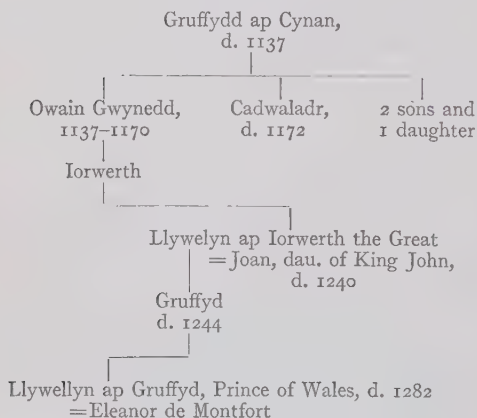 Gruffydd ap Cynan,
d. 1137
Owain Gwynedd,
1137–1170
Cadwaladr,
d. 1172
2 sons and
1 daughter
Iorwerth
Llywelyn ap Iorwerth the Great
=Joan, dau. of King John,
d. 1240
Gruffyd
d. 1244
Llywellyn ap Gruffyd, Prince of Wales, d. 1282
=Eleanor de Montfort